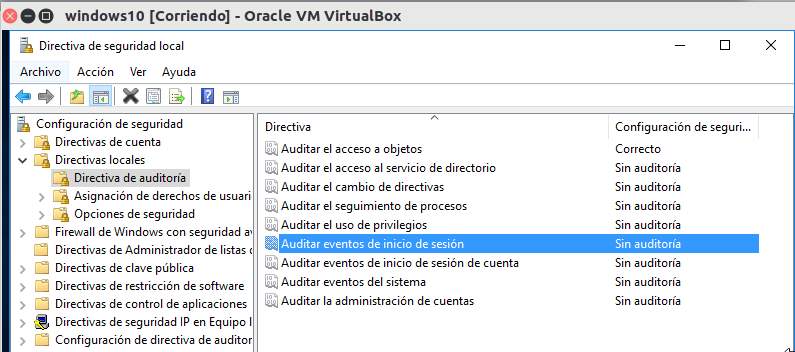 windows10 [Corriendo] - Oracle VM VirtualBox
Directiva de seguridad local
Archivo Acción Ver Ayuda
Configuración de seguridad
Directivas de cuenta
Directivas locales
Directiva de auditoría
Asignación de derechos de usuari
Opciones de seguridad
Firewall de Windows con seguridad av
Directivas de Administrador de listas c
Directivas de clave pública
Directivas de restricción de software
Directivas de control de aplicaciones
Directivas de seguridad IP en Equipo l
Configuración de directiva de auditor
Directiva Configuración de seguri...
Auditar el acceso a objetos Correcto
Auditar el acceso al servicio de directorio Sin auditoría
Auditar el cambio de directivas Sin auditoría
Auditar el seguimiento de procesos Sin auditoría
Auditar el uso de privilegios Sin auditoría
Auditar eventos de inicio de sesión Sin auditoría
Auditar eventos de inicio de sesión de cuenta Sin auditoría
Auditar eventos del sistema Sin auditoría
Auditar la administración de cuentas Sin auditoría